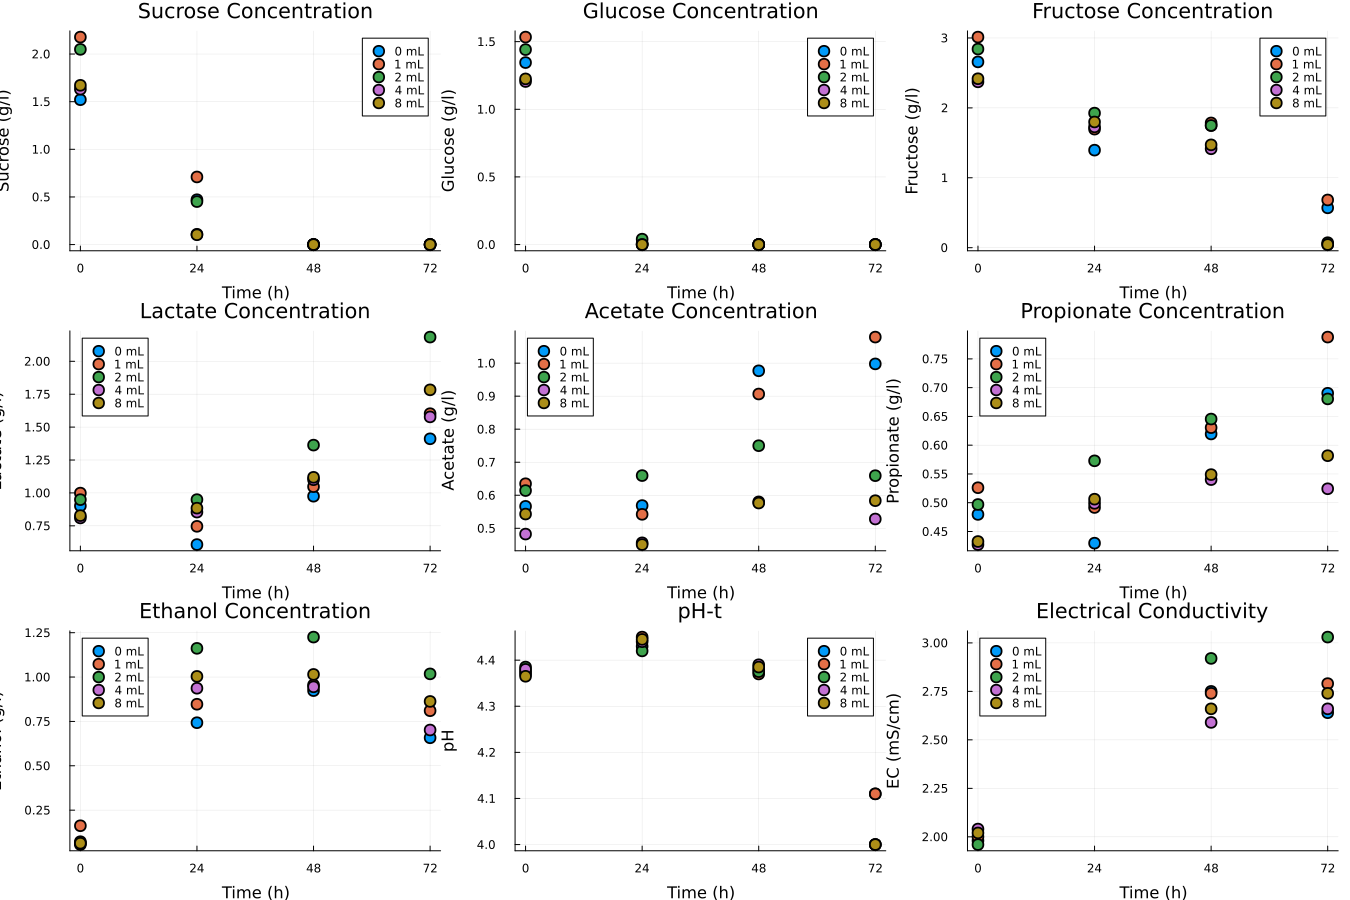 Sucrose Concentration
Sucrose (g/l)
2.0
1.5
1.0
0.5
0.0
0 24 48 72
Time (h)
0 mL
1 mL
2 mL
4 mL
8 mL
Glucose Concentration
Glucose (g/l)
1.5
1.0
0.5
0.0
0 24 48 72
Time (h)
0 mL
1 mL
2 mL
4 mL
8 mL
Fructose Concentration
Fructose (g/l)
3
2
1
0
0 24 48 72
Time (h)
0 mL
1 mL
2 mL
4 mL
8 mL
Lactate Concentration
2.00
1.75
1.50
1.25
1.00
0.75
0 24 48 72
Time (h)
0 mL
1 mL
2 mL
4 mL
8 mL
Acetate Concentration
Acetate (g/l)
1.0
0.9
0.8
0.7
0.6
0.5
0 24 48 72
Time (h)
0 mL
1 mL
2 mL
4 mL
8 mL
Propionate Concentration
Propionate (g/l)
0.75
0.70
0.65
0.60
0.55
0.50
0.45
0 24 48 72
Time (h)
0 mL
1 mL
2 mL
4 mL
8 mL
Ethanol Concentration
1.25
1.00
0.75
0.50
0.25
0 24 48 72
Time (h)
0 mL
1 mL
2 mL
4 mL
8 mL
pH-t
pH
4.4
4.3
4.2
4.1
4.0
0 24 48 72
Time (h)
0 mL
1 mL
2 mL
4 mL
8 mL
Electrical Conductivity
EC (mS/cm)
3.00
2.75
2.50
2.25
2.00
0 24 48 72
Time (h)
0 mL
1 mL
2 mL
4 mL
8 mL